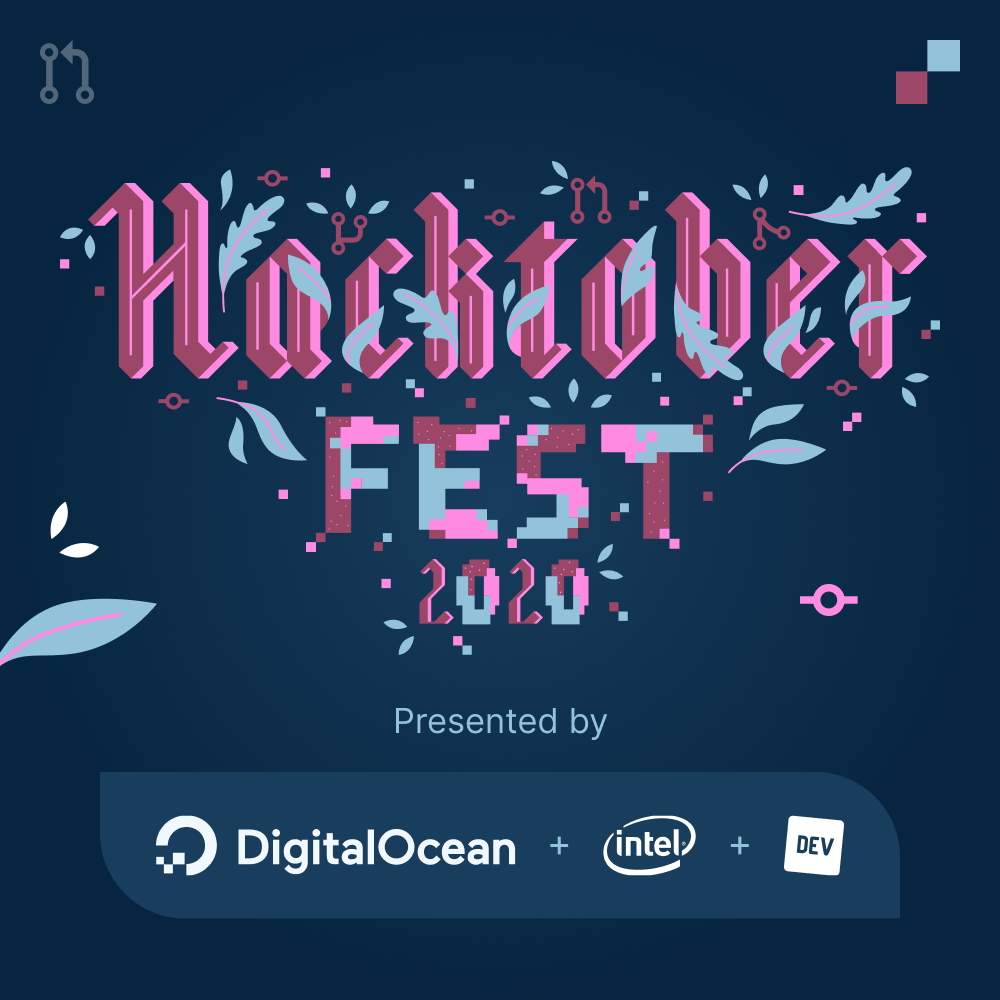 Hacktober
FEST
2020
Presented by
DigitalOcean + intel + DEV